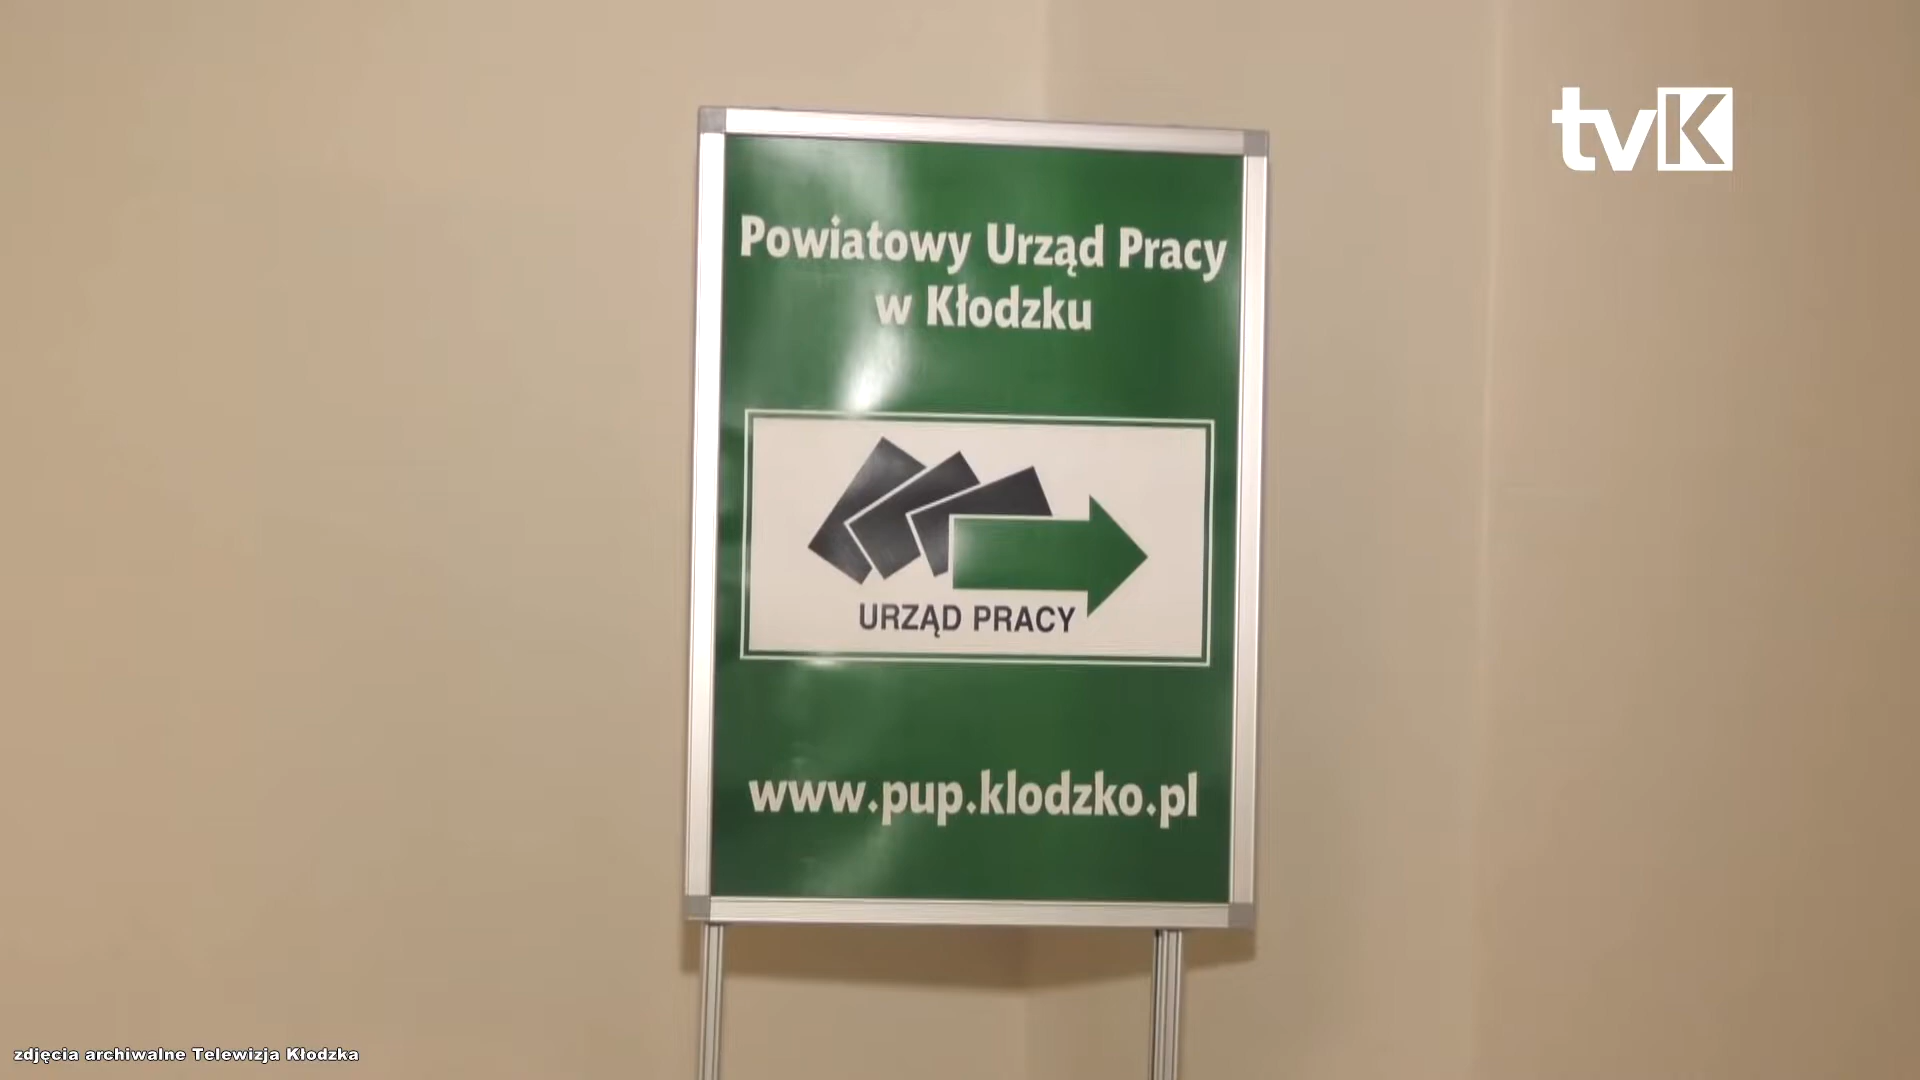 tvK
Powiatowy Urząd Pracy
w Kłodzku
URZĄD PRACY
www.pup.klodzko.pl
zdjęcia archiwalne Telewizja Kłodzka